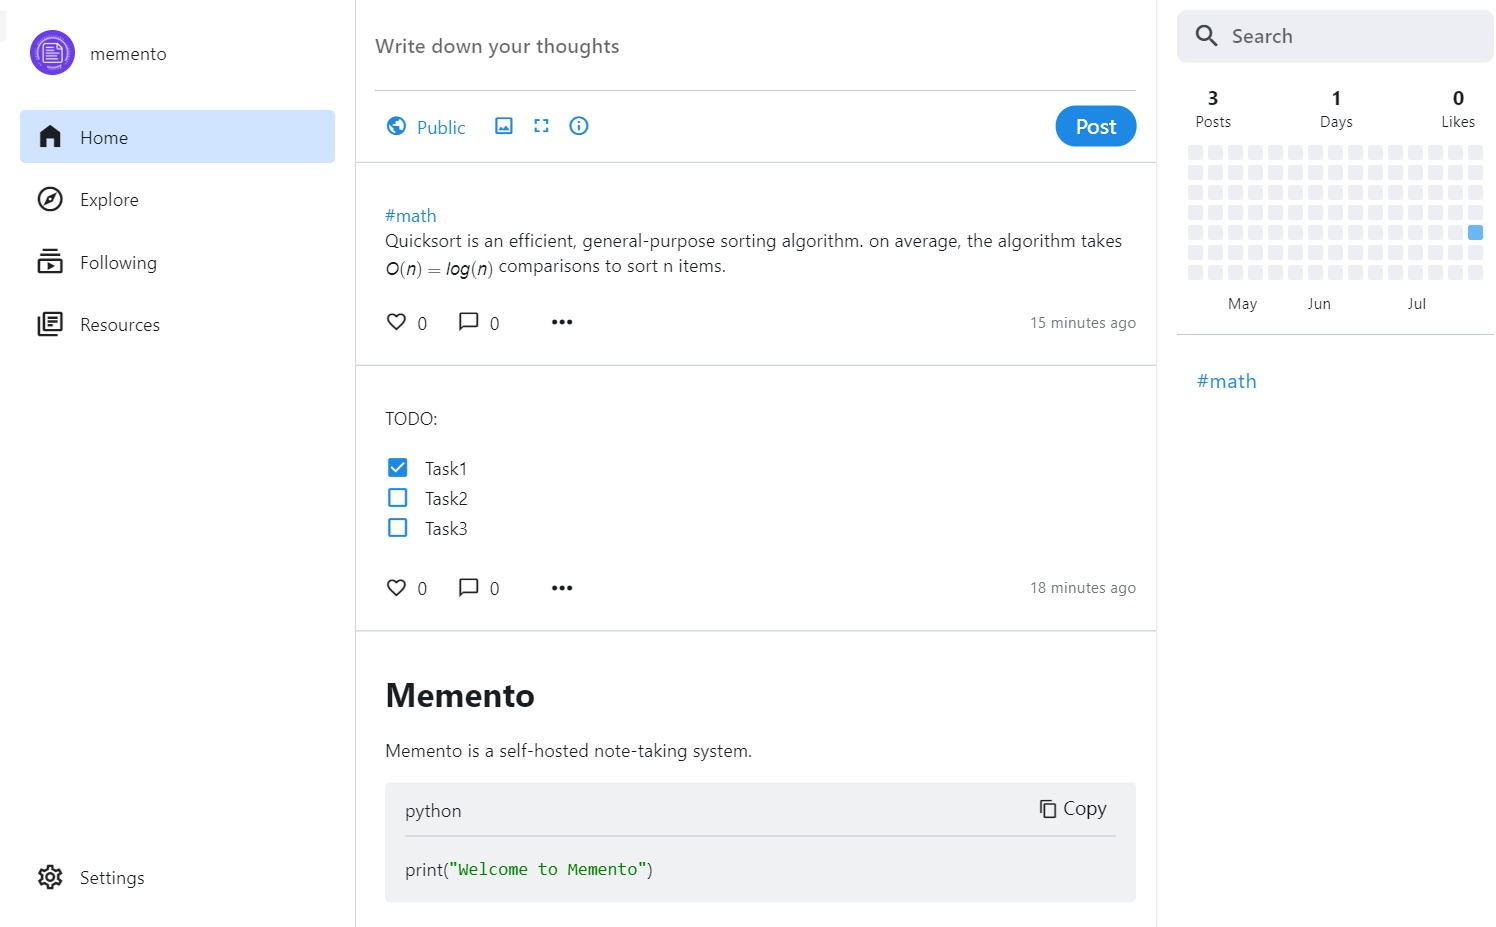 memento
Home
Explore
Following
Resources
Settings
Write down your thoughts
Public
Post
#math
Quicksort is an efficient, general-purpose sorting algorithm. on average, the algorithm takes
O(n) = log(n) comparisons to sort n items.
0 0 15 minutes ago
TODO:
Task1
Task2
Task3
0 0 18 minutes ago
Memento
Memento is a self-hosted note-taking system.
python Copy
print("Welcome to Memento")
Search
3 1 0
Posts Days Likes
May Jun Jul
#math